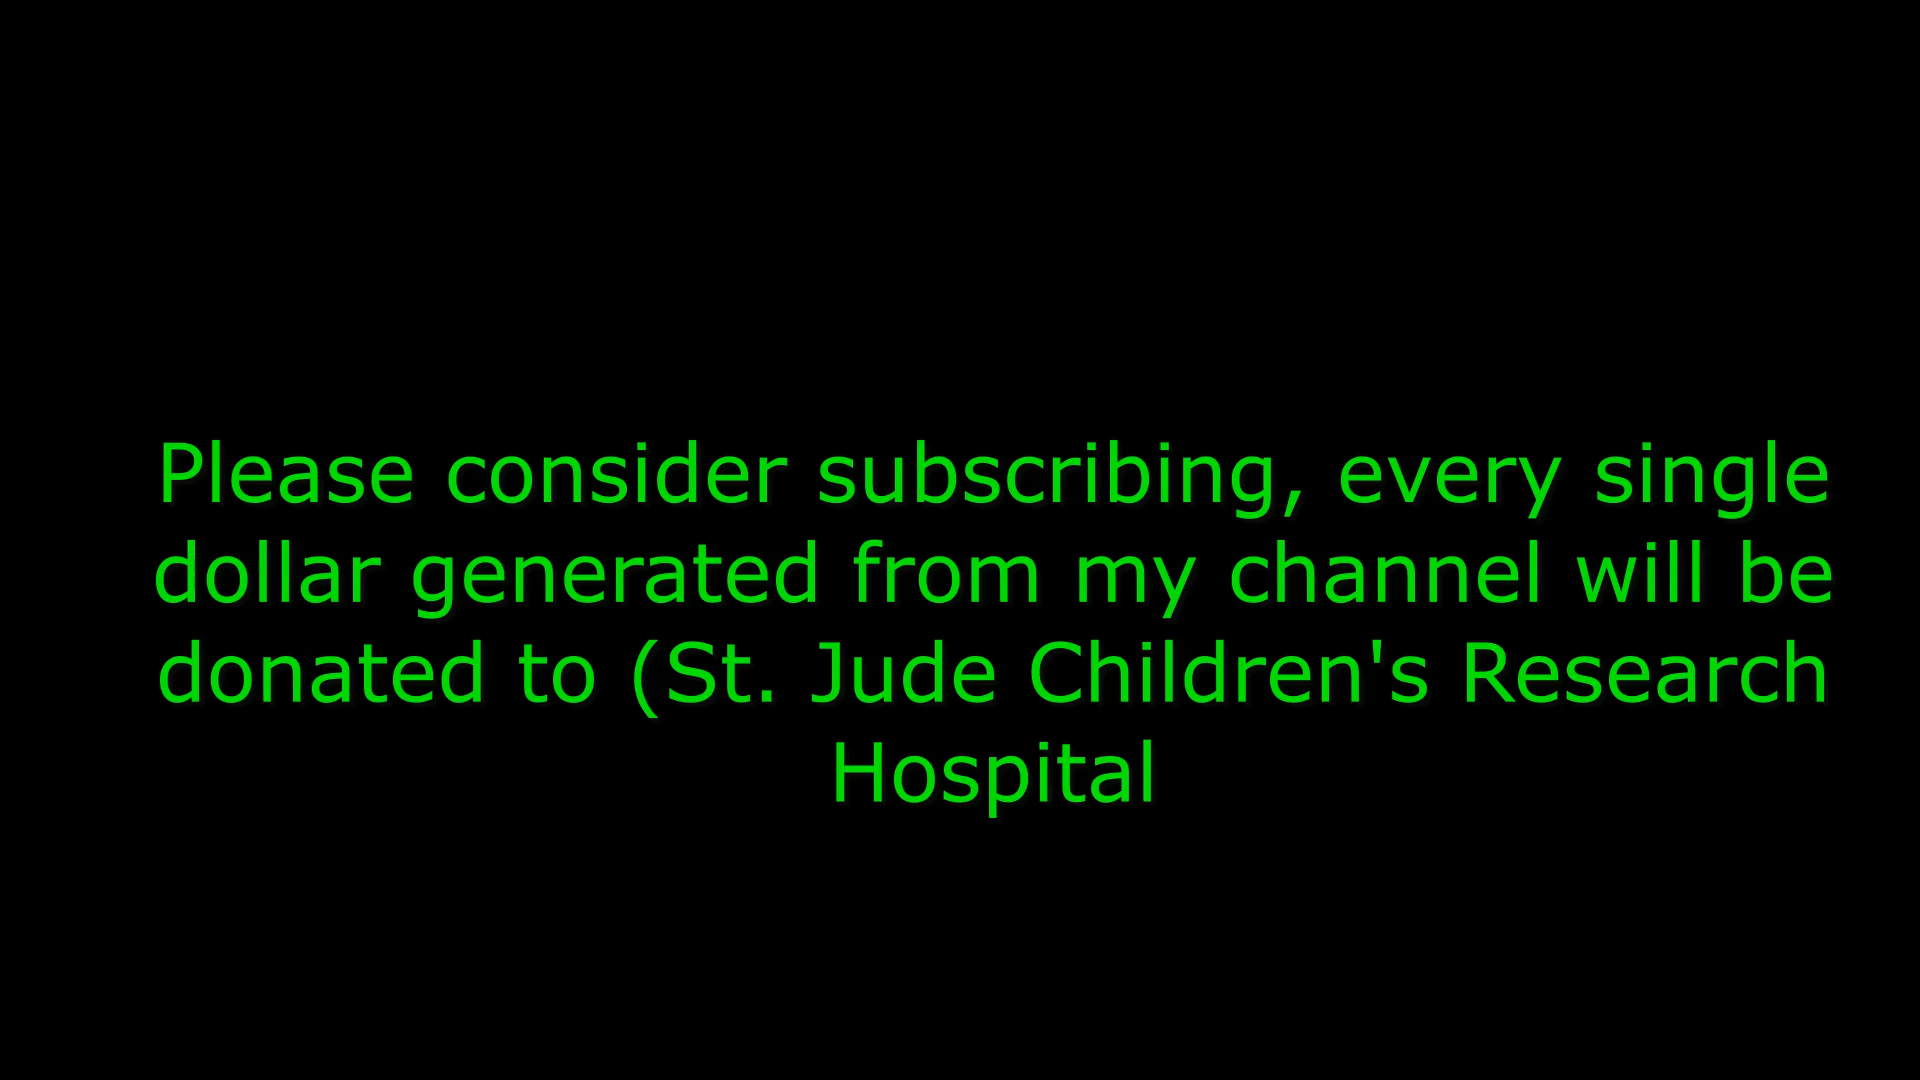 Please consider subscribing, every single
dollar generated from my channel will be
donated to (St. Jude Children's Research
Hospital